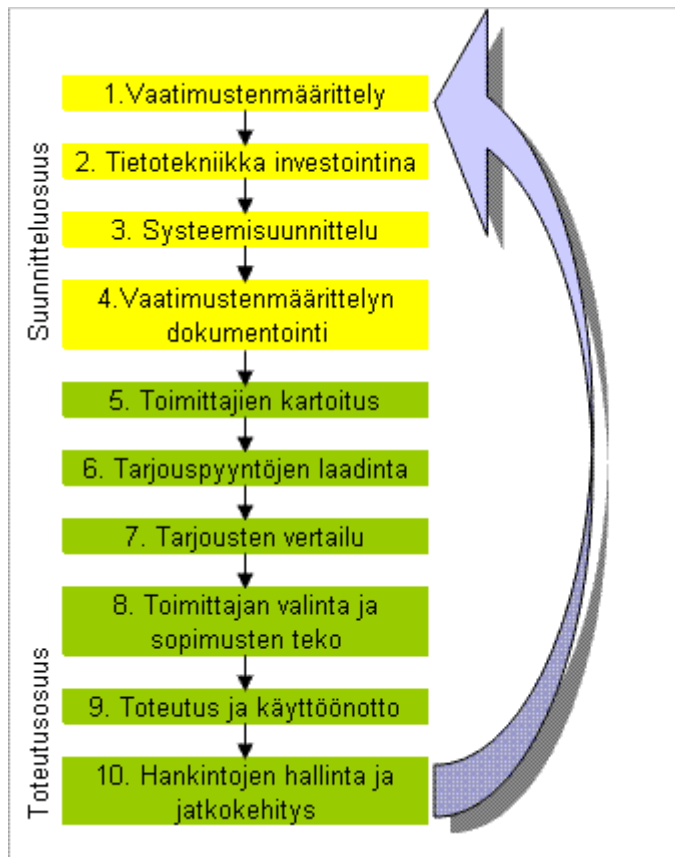 Suunnitteluosuus
1.Vaatimustenmäärittely
2. Tietotekniikka investointina
3. Systeemisuunnittelu
4.Vaatimustenmäärittelyn
dokumentointi
Toteutusosuus
5. Toimittajien kartoitus
6. Tarjouspyyntöjen laadinta
7. Tarjousten vertailu
8. Toimittajan valinta ja
sopimusten teko
9. Toteutus ja käyttöönotto
10. Hankintojen hallinta ja
jatkokehitys